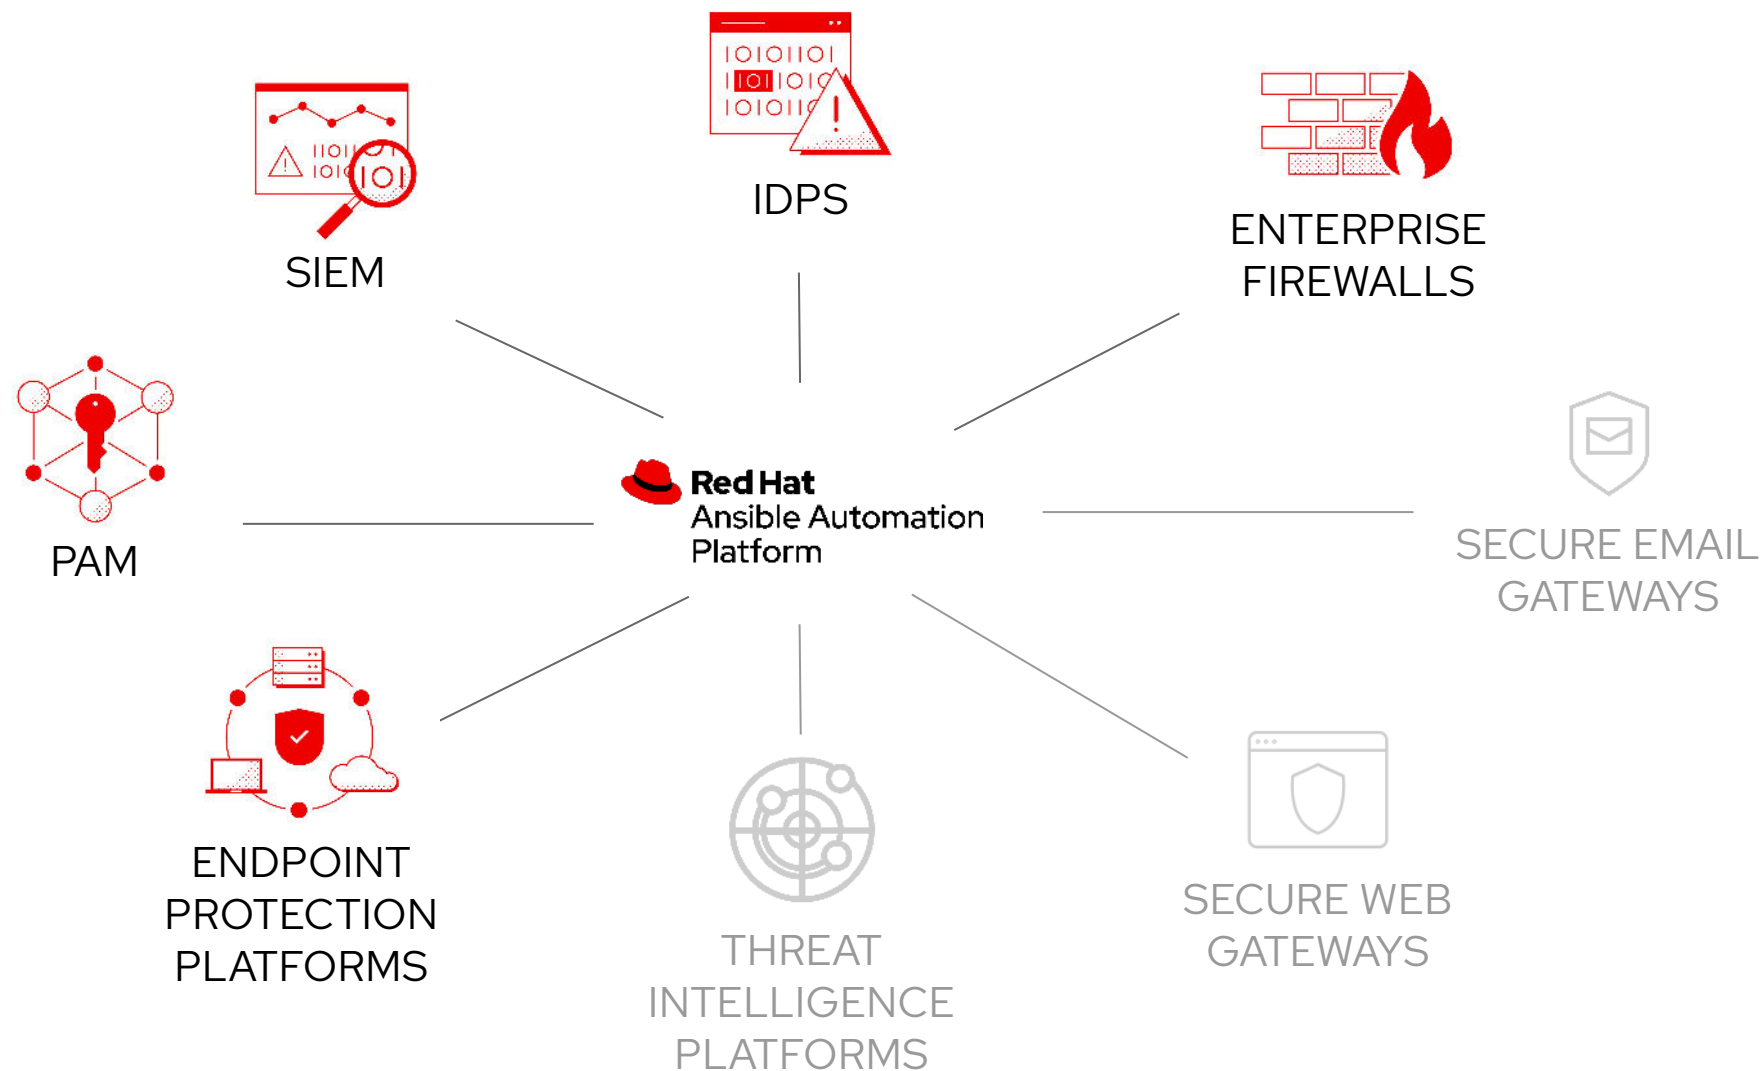 IDPS
SIEM
ENTERPRISE
FIREWALLS
PAM
Red Hat
Ansible Automation
Platform
SECURE EMAIL
GATEWAYS
ENDPOINT
PROTECTION
PLATFORMS
THREAT
INTELLIGENCE
PLATFORMS
SECURE WEB
GATEWAYS